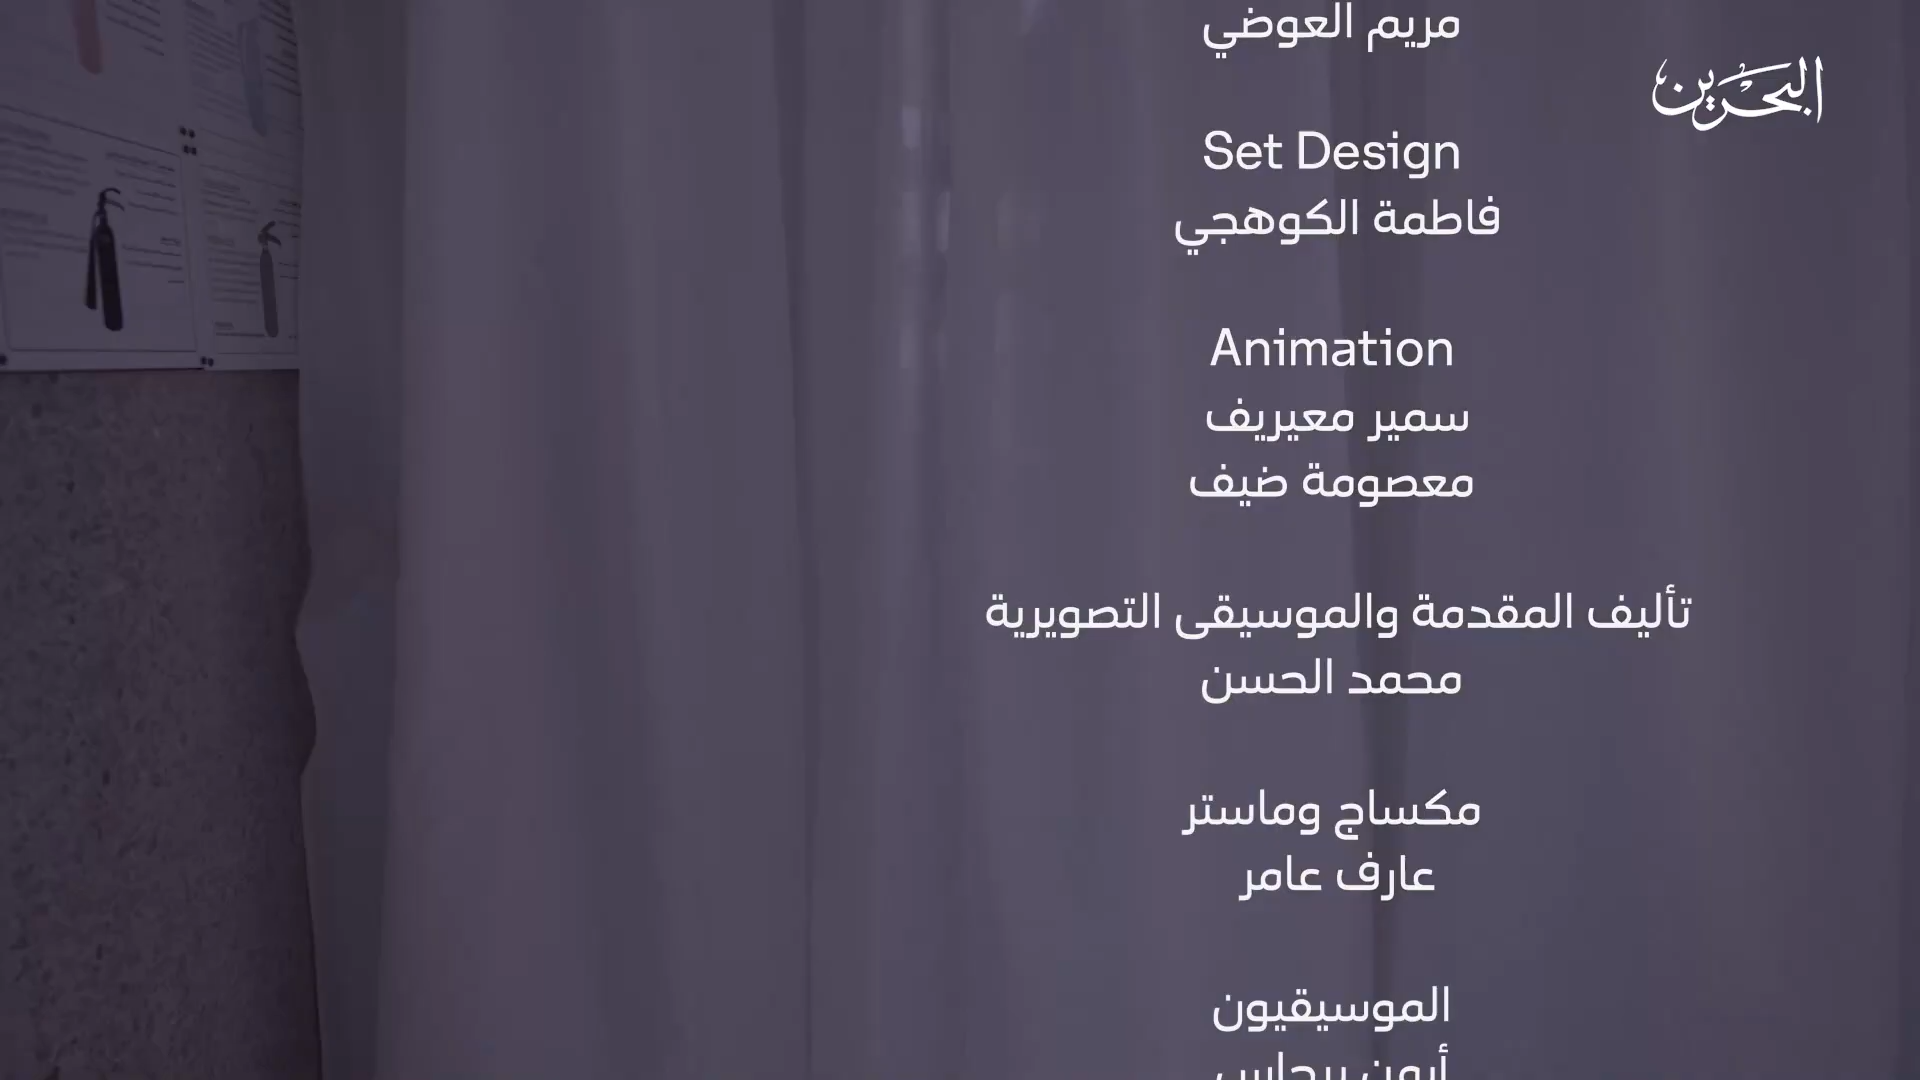 مريم العوضي
البحرين
Set Design
فاطمة الكوهجي
Animation
سمير معيريف
معصومة ضيف
تأليف المقدمة والموسيقى التصويرية
محمد الحسن
مكساج وماستر
عارف عامر
الموسيقيون